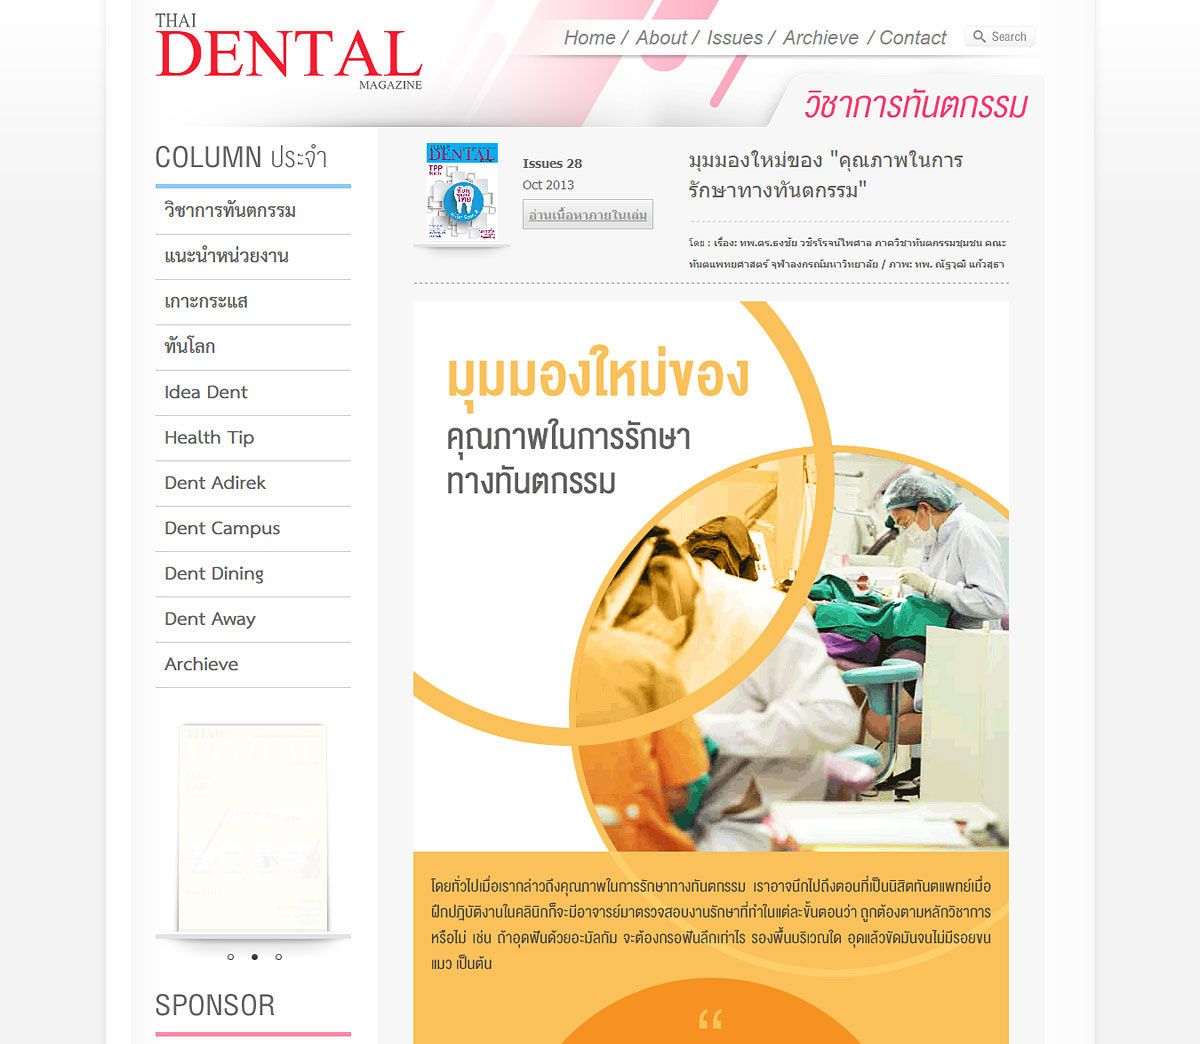 THAI
DENTAL
MAGAZINE
Home / About / Issues / Archieve / Contact
Search
วิชาการทันตกรรม
COLUMN ประจำ
วิชาการทันตกรรม
แนะนำหน่วยงาน
เกาะกระแส
ทันโลก
Idea Dent
Health Tip
Dent Adirek
Dent Campus
Dent Dining
Dent Away
Archieve
DENTAL
SPONSOR
DENTAL
TPP
Issues 28
Oct 2013
อ่านเนื้อหาภายในเล่ม
มุมมองใหม่ของ "คุณภาพในการ
รักษาทางทันตกรรม"
โดย : เรื่อง: ทพ.ดร.ธงชัย วชิรโรจน์ไพศาล ภาควิชาทันตกรรมชุมชน คณะ
ทันตแพทยศาสตร์ จุฬาลงกรณ์มหาวิทยาลัย / ภาพ: ทพ. ณัฐวุฒิ แก้วสุธา
มุมมองใหม่ของ
คุณภาพในการรักษา
ทางทันตกรรม
โดยทั่วไปเมื่อเรากล่าวถึงคุณภาพในการรักษาทางทันตกรรม เราอาจนึกไปถึงตอนที่เป็นนิสิตทันตแพทย์เมื่อ
ฝึกปฏิบัติงานในคลินิกก็จะมีอาจารย์มาตรวจสอบงานรักษาที่ทำในแต่ละขั้นตอนว่า ถูกต้องตามหลักวิชาการ
หรือไม่ เช่น ถ้าอุดฟันด้วยอะมัลกัม จะต้องกรอฟันลึกเท่าไร รองพื้นบริเวณใด อุดแล้วขัดมันจนไม่มีรอยขน
แมว เป็นต้น
“